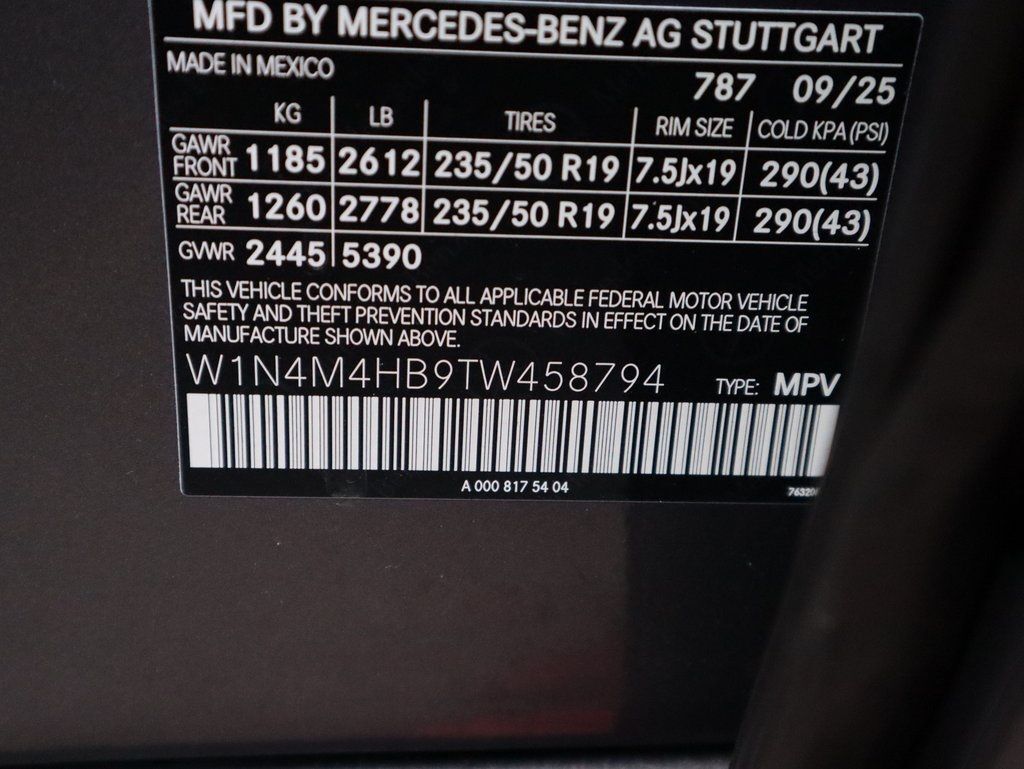 MFD BY MERCEDES-BENZ AG STUTTGART
MADE IN MEXICO
787 09/25
KG LB TIRES RIM SIZE COLD KPA (PSI)
GAWR FRONT 1185 2612 235/50 R19 7.5Jx19 290(43)
GAWR REAR 1260 2778 235/50 R19 7.5Jx19 290(43)
GVWR 2445 5390
THIS VEHICLE CONFORMS TO ALL APPLICABLE FEDERAL MOTOR VEHICLE
SAFETY AND THEFT PREVENTION STANDARDS IN EFFECT ON THE DATE OF
MANUFACTURE SHOWN ABOVE.
W1N4M4HB9TW458794 TYPE: MPV
A 000 817 54 04